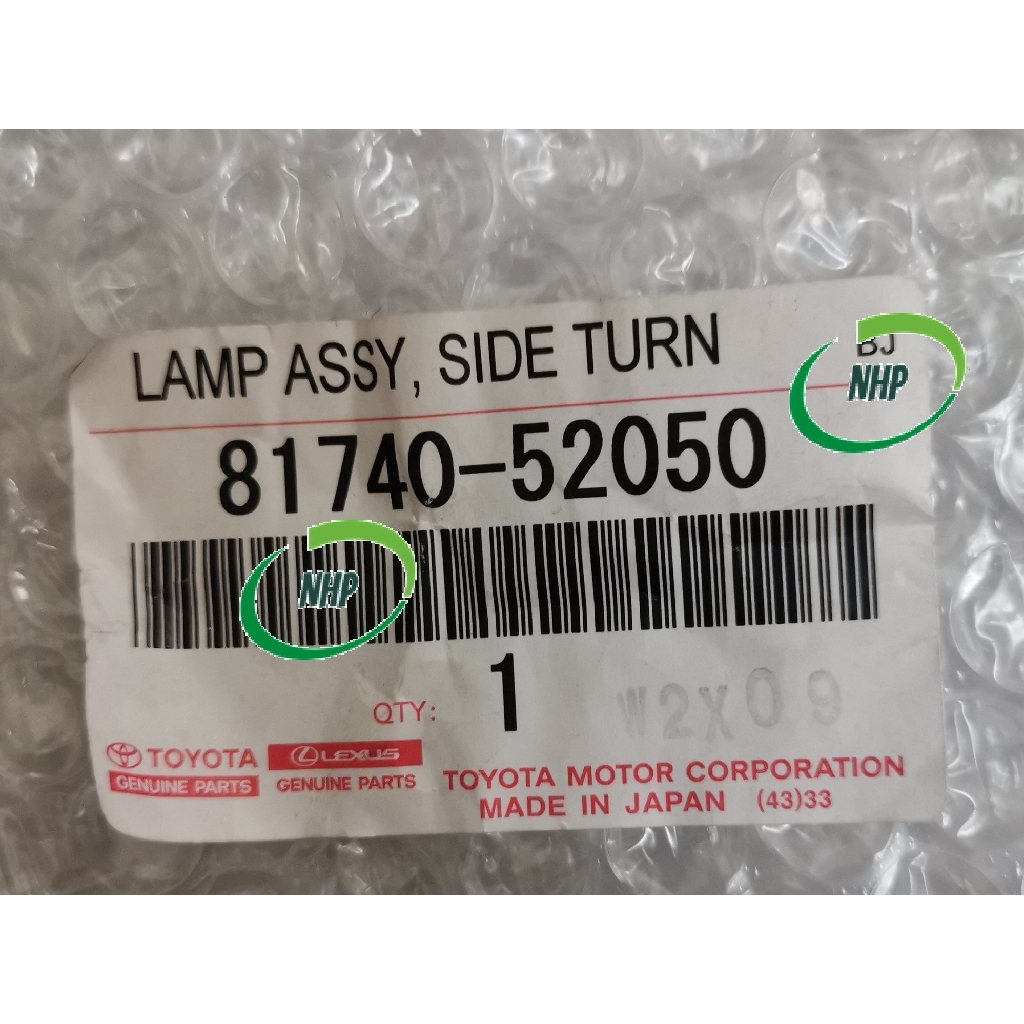 LAMP ASSY, SIDE TURN
BJ
NHP
81740-52050
NHP
QTY: 1
W2X09
TOYOTA
GENUINE PARTS
LEXUS
GENUINE PARTS
TOYOTA MOTOR CORPORATION
MADE IN JAPAN (43)33